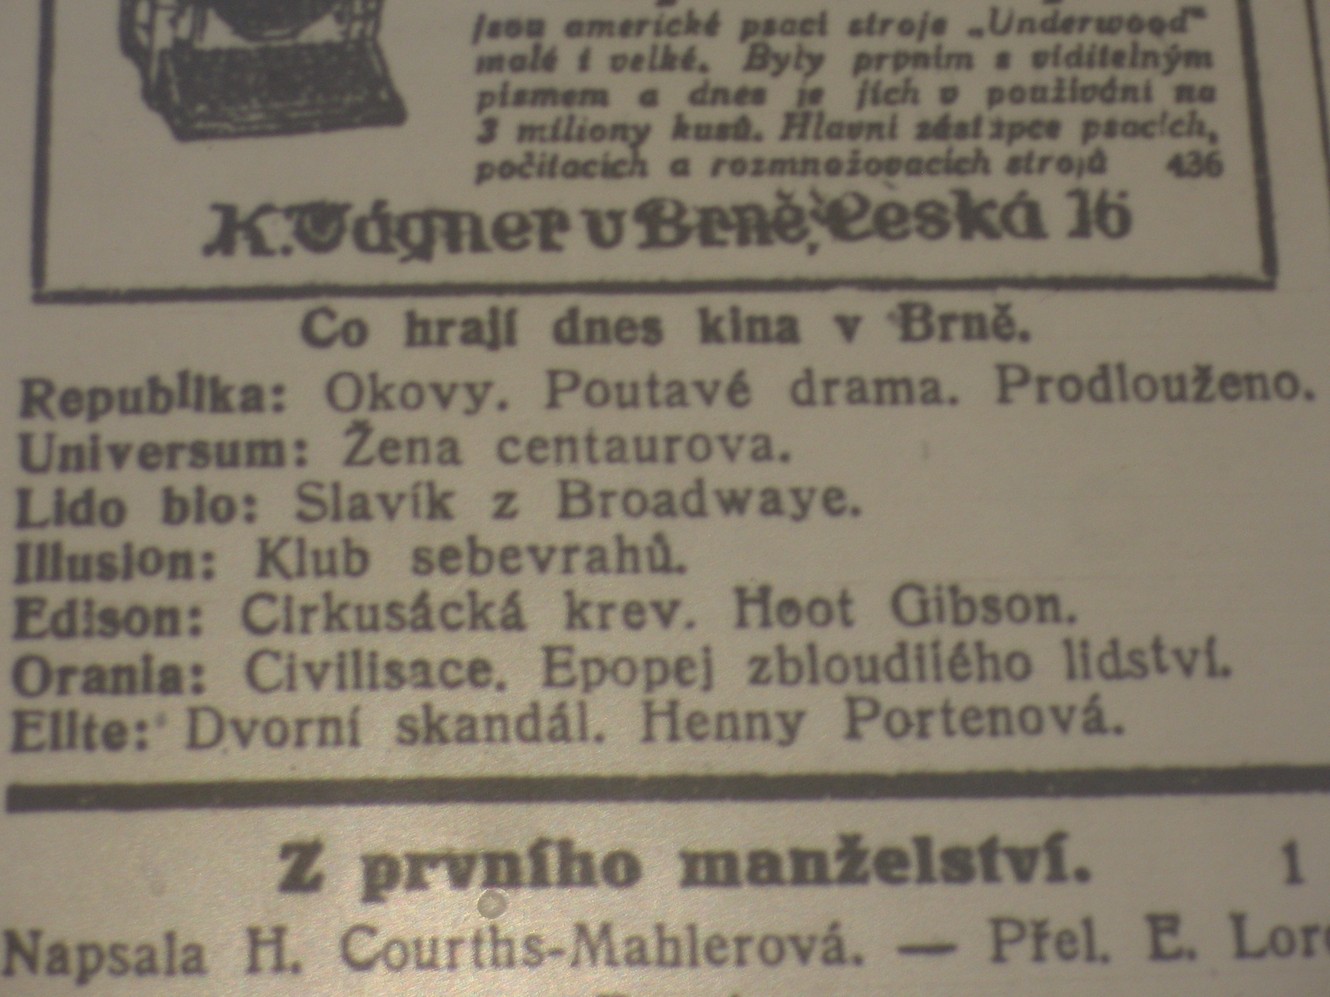 jsou americké psací stroje „Underwood“
malé i velké. Byly prvním s viditelným
písmem a dnes je jich v používání na
3 miliony kusů. Hlavní zástupce psacích,
počítacích a rozmnožovacích strojů 436
K. Wágner v Brně, Česká 16
Co hrají dnes kina v Brně.
Republika: Okovy. Poutavé drama. Prodlouženo.
Universum: Žena centaurova.
Lido bio: Slavík z Broadwaye.
Illusion: Klub sebevrahů.
Edison: Cirkusácká krev. Hoot Gibson.
Orania: Civilisace. Epopej zbloudilého lidství.
Elite: Dvorní skandál. Henny Portenová.
Z prvního manželství. 1
Napsala H. Courths-Mahlerová. — Přel. E.